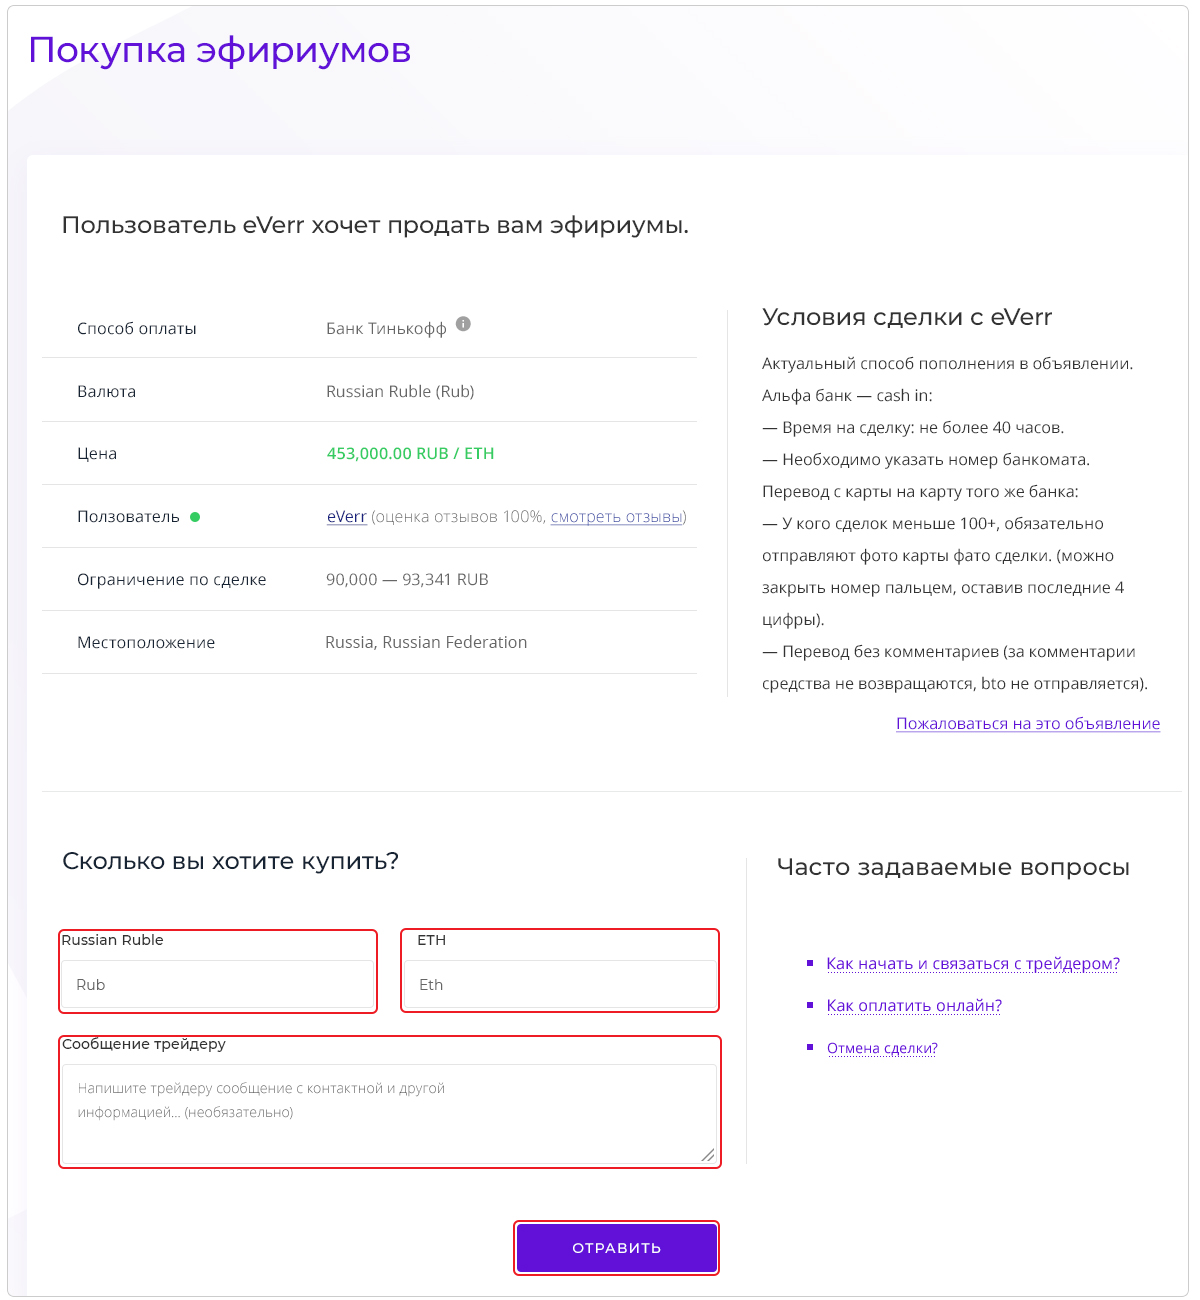 Покупка эфириумов
Пользователь eVerr хочет продать вам эфириумы.
Способ оплаты Банк Тинькофф
Валюта Russian Ruble (Rub)
Цена 453,000.00 RUB / ETH
Ползователь eVerr (оценка отзывов 100%, смотреть отзывы)
Ограничение по сделке 90,000 — 93,341 RUB
Местоположение Russia, Russian Federation
Условия сделки с eVerr
Актуальный способ пополнения в объявлении.
Альфа банк — cash in:
— Время на сделку: не более 40 часов.
— Необходимо указать номер банкомата.
Перевод с карты на карту того же банка:
— У кого сделок меньше 100+, обязательно
отправляют фото карты фато сделки. (можно
закрыть номер пальцем, оставив последние 4
цифры).
— Перевод без комментариев (за комментарии
средства не возвращаются, bto не отправляется).
Пожаловаться на это объявление
Сколько вы хотите купить?
Russian Ruble
Rub
ETH
Eth
Сообщение трейдеру
Напишите трейдеру сообщение с контактной и другой
информацией... (необязательно)
ОТРАВИТЬ
Часто задаваемые вопросы
Как начать и связаться с трейдером?
Как оплатить онлайн?
Отмена сделки?